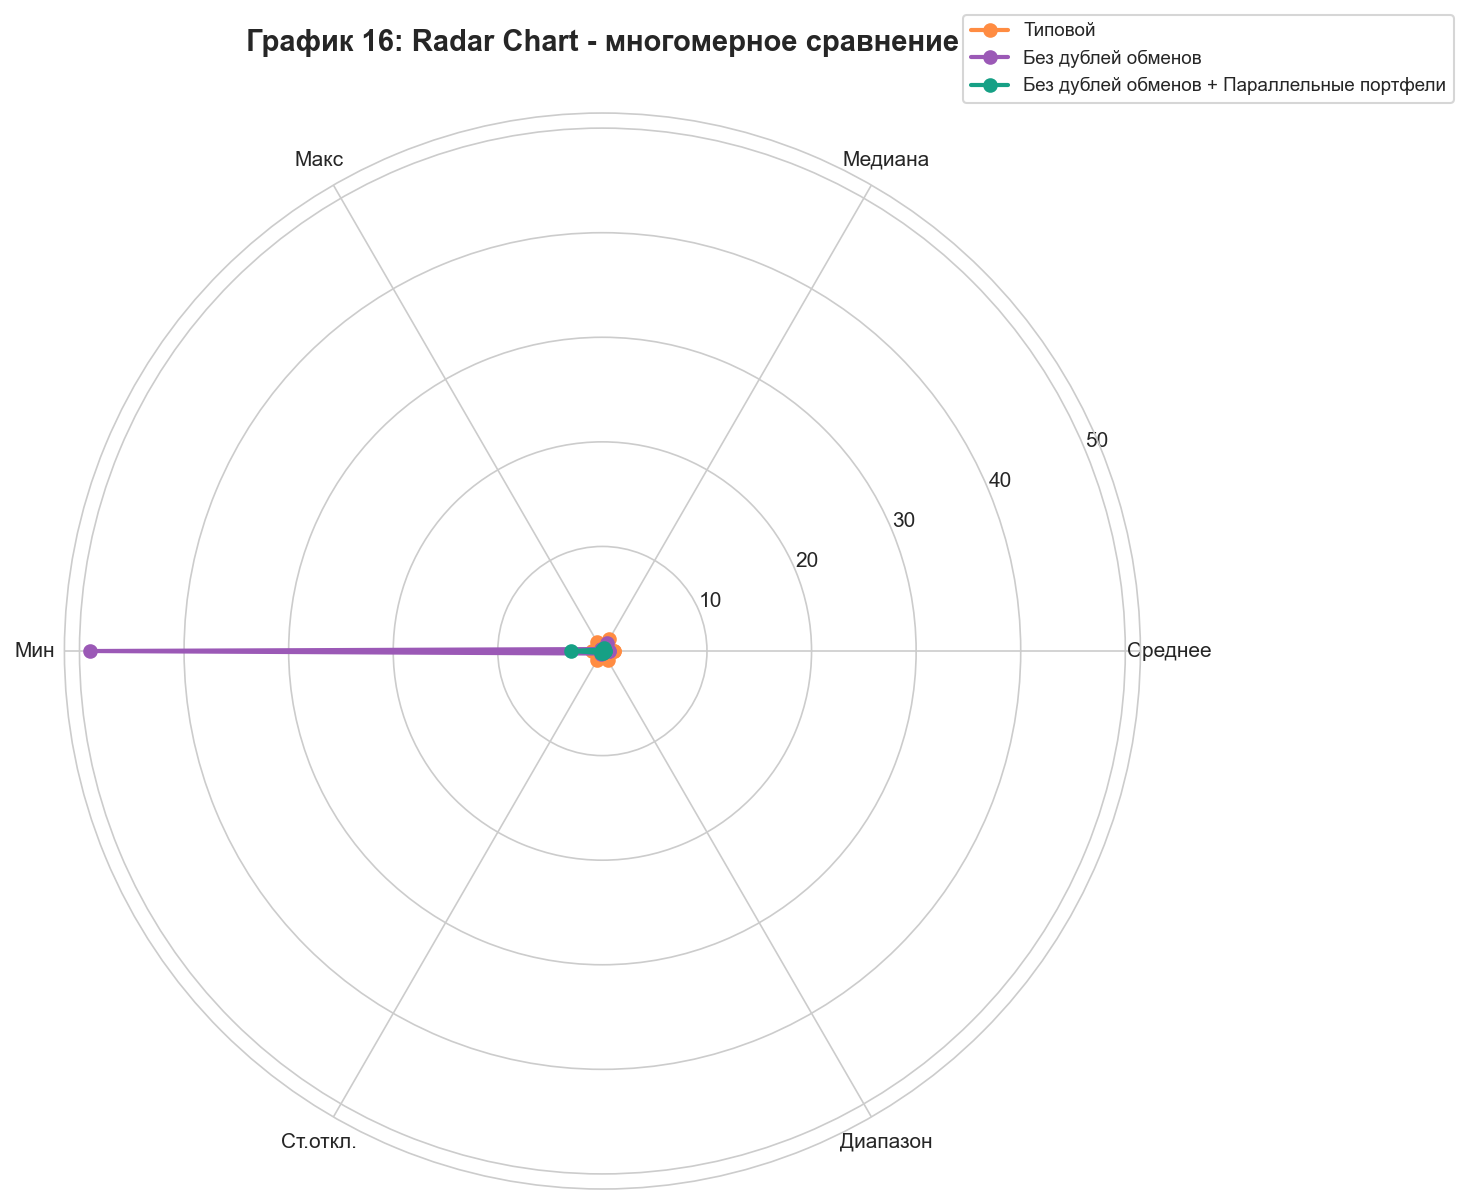 График 16: Radar Chart - многомерное сравнение
Типовой
Без дублей обменов
Без дублей обменов + Параллельные портфели
Макс
Медиана
50
40
30
20
10
Мин
Среднее
Ст.откл.
Диапазон